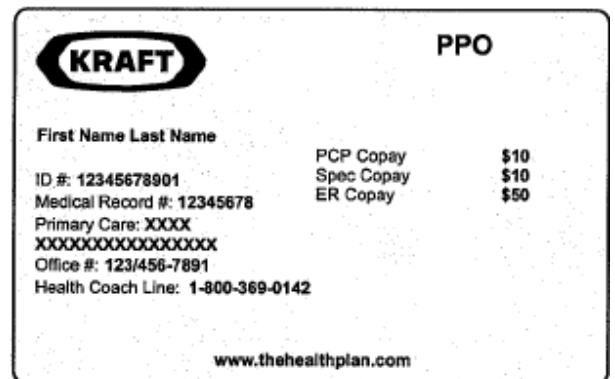 KRAFT
PPO
First Name Last Name
PCP Copay $10
Spec Copay $10
ER Copay $50
ID #: 12345678901
Medical Record #: 12345678
Primary Care: XXXX
XXXXXXXXXXXXXXXX
Office #: 123/456-7891
Health Coach Line: 1-800-369-0142
www.thehealthplan.com